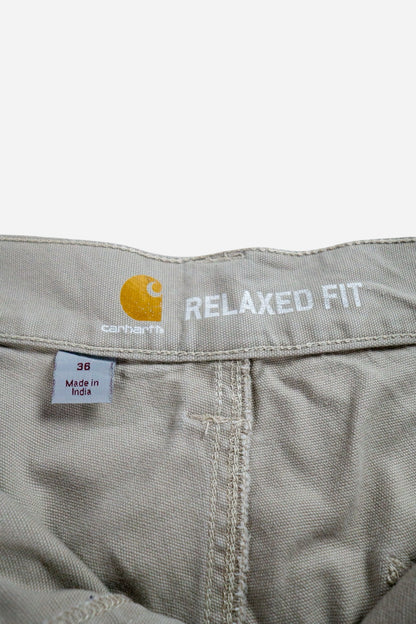 carhartt
RELAXED FIT
36
Made in
India